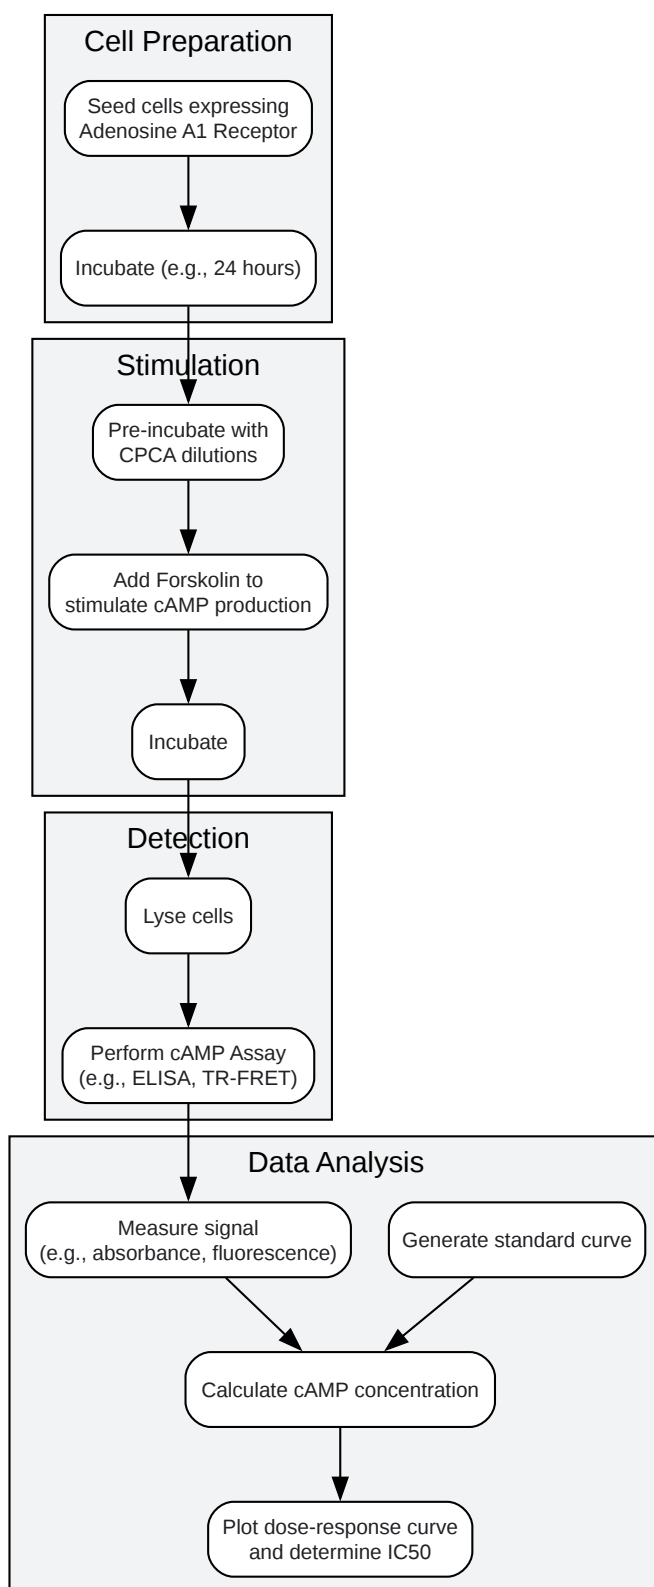 Cell Preparation
Seed cells expressing
Adenosine A1 Receptor
Incubate (e.g., 24 hours)
Stimulation
Pre-incubate with
CPCA dilutions
Add Forskolin to
stimulate cAMP production
Incubate
Detection
Lyse cells
Perform cAMP Assay
(e.g., ELISA, TR-FRET)
Data Analysis
Measure signal
(e.g., absorbance, fluorescence)
Generate standard curve
Calculate cAMP concentration
Plot dose-response curve
and determine IC50